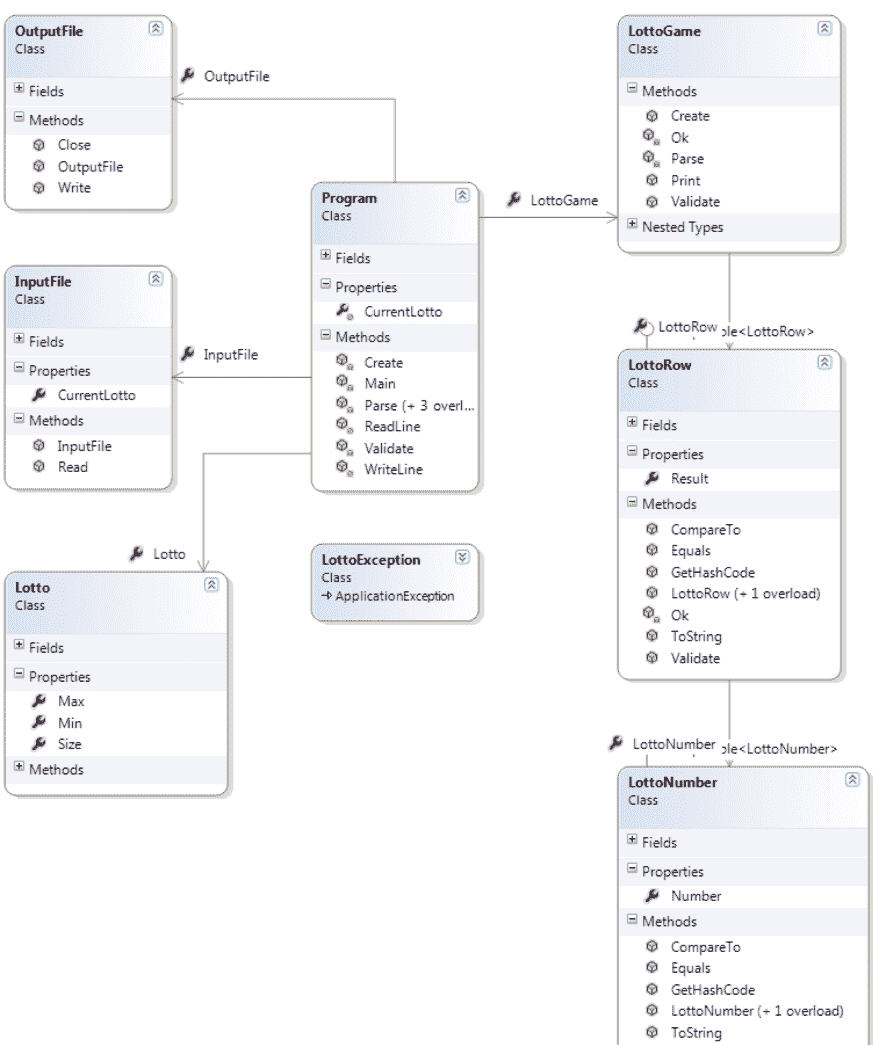 OutputFile
Class
Fields
Methods
Close
OutputFile
Write
OutputFile
InputFile
Class
Fields
Properties
CurrentLotto
Methods
InputFile
Read
InputFile
Program
Class
Fields
Properties
CurrentLotto
Methods
Create
Main
Parse (+ 3 overl...
ReadLine
Validate
WriteLine
LottoGame
LottoGame
Class
Methods
Create
Ok
Parse
Print
Validate
Nested Types
LottoRow
ble<LottoRow>
LottoRow
Class
Fields
Properties
Result
Methods
CompareTo
Equals
GetHashCode
LottoRow (+ 1 overload)
Ok
ToString
Validate
Lotto
Lotto
Class
Fields
Properties
Max
Min
Size
Methods
LottoException
Class
ApplicationException
LottoNumber
ble<LottoNumber>
LottoNumber
Class
Fields
Properties
Number
Methods
CompareTo
Equals
GetHashCode
LottoNumber (+ 1 overload)
ToString